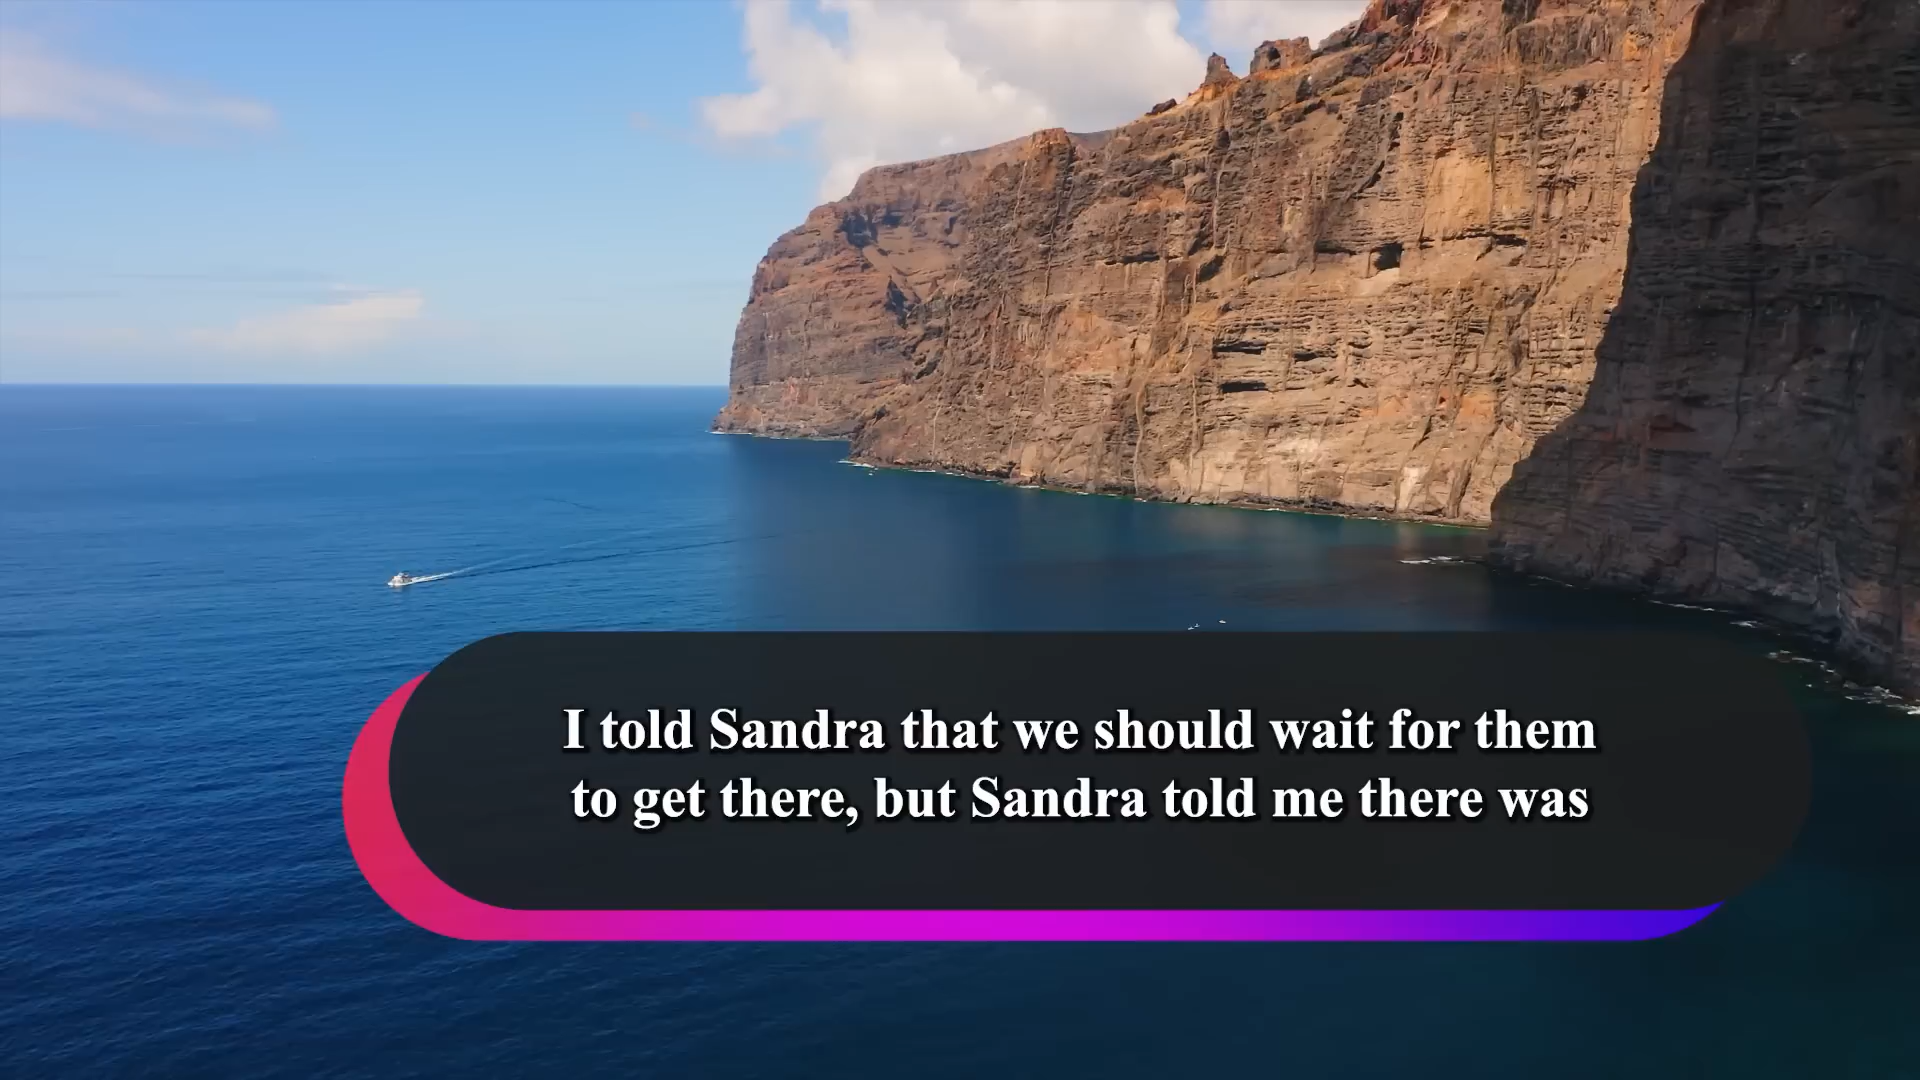 I told Sandra that we should wait for them
to get there, but Sandra told me there was